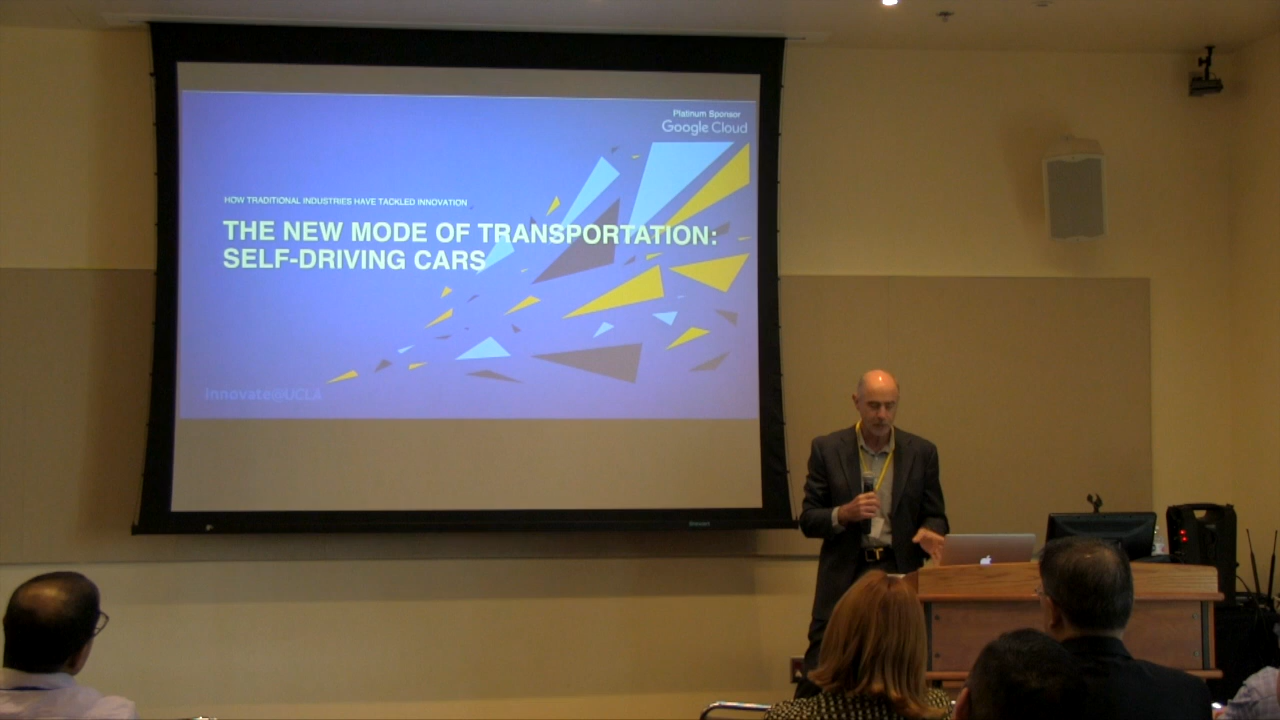 Platinum Sponsor
Google Cloud
HOW TRADITIONAL INDUSTRIES HAVE TACKLED INNOVATION
THE NEW MODE OF TRANSPORTATION:
SELF-DRIVING CARS
innovate@UCLA